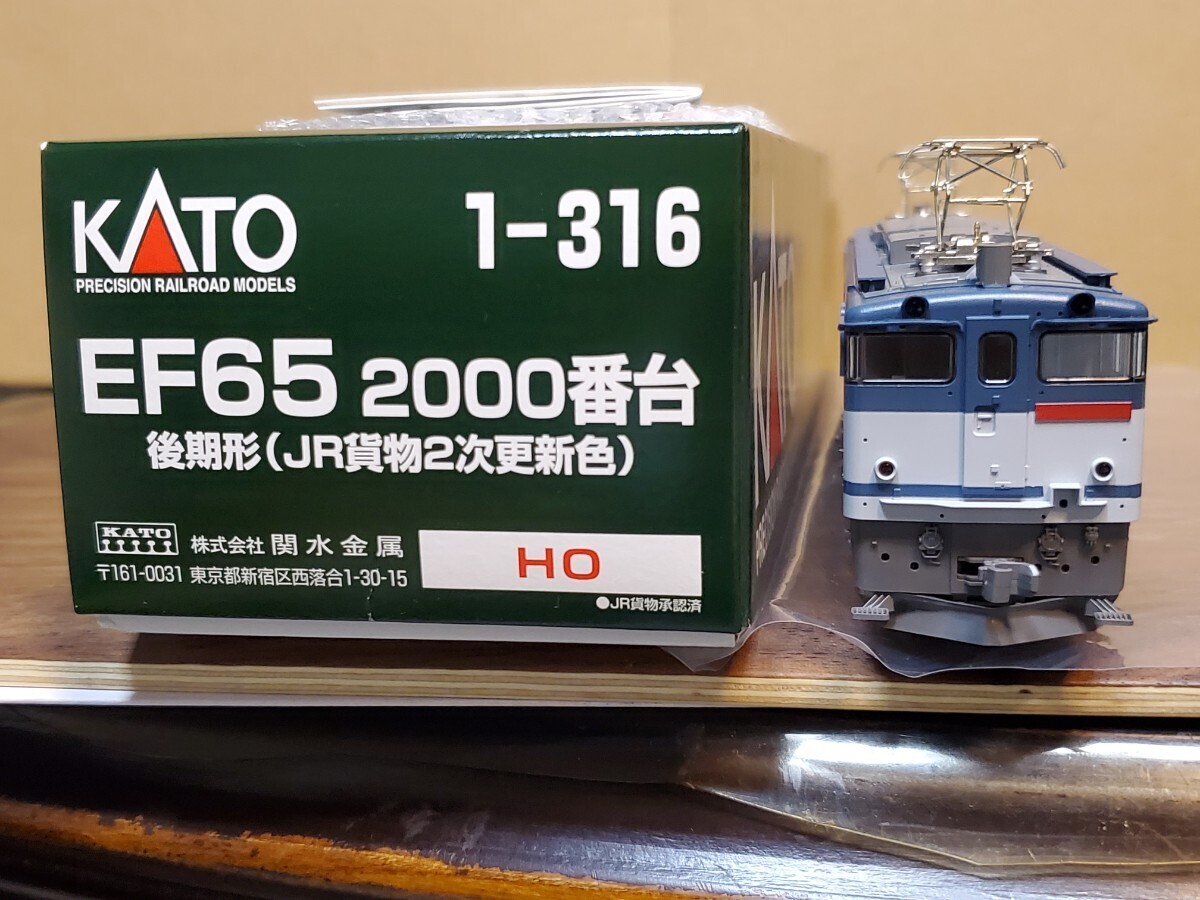 KATO
PRECISION RAILROAD MODELS
1-316
EF65 2000番台
後期形(JR貨物2次更新色)
KATO
株式会社 関水金属
〒161-0031 東京都新宿区西落合1-30-15
HO
●JR貨物承認済
KATO